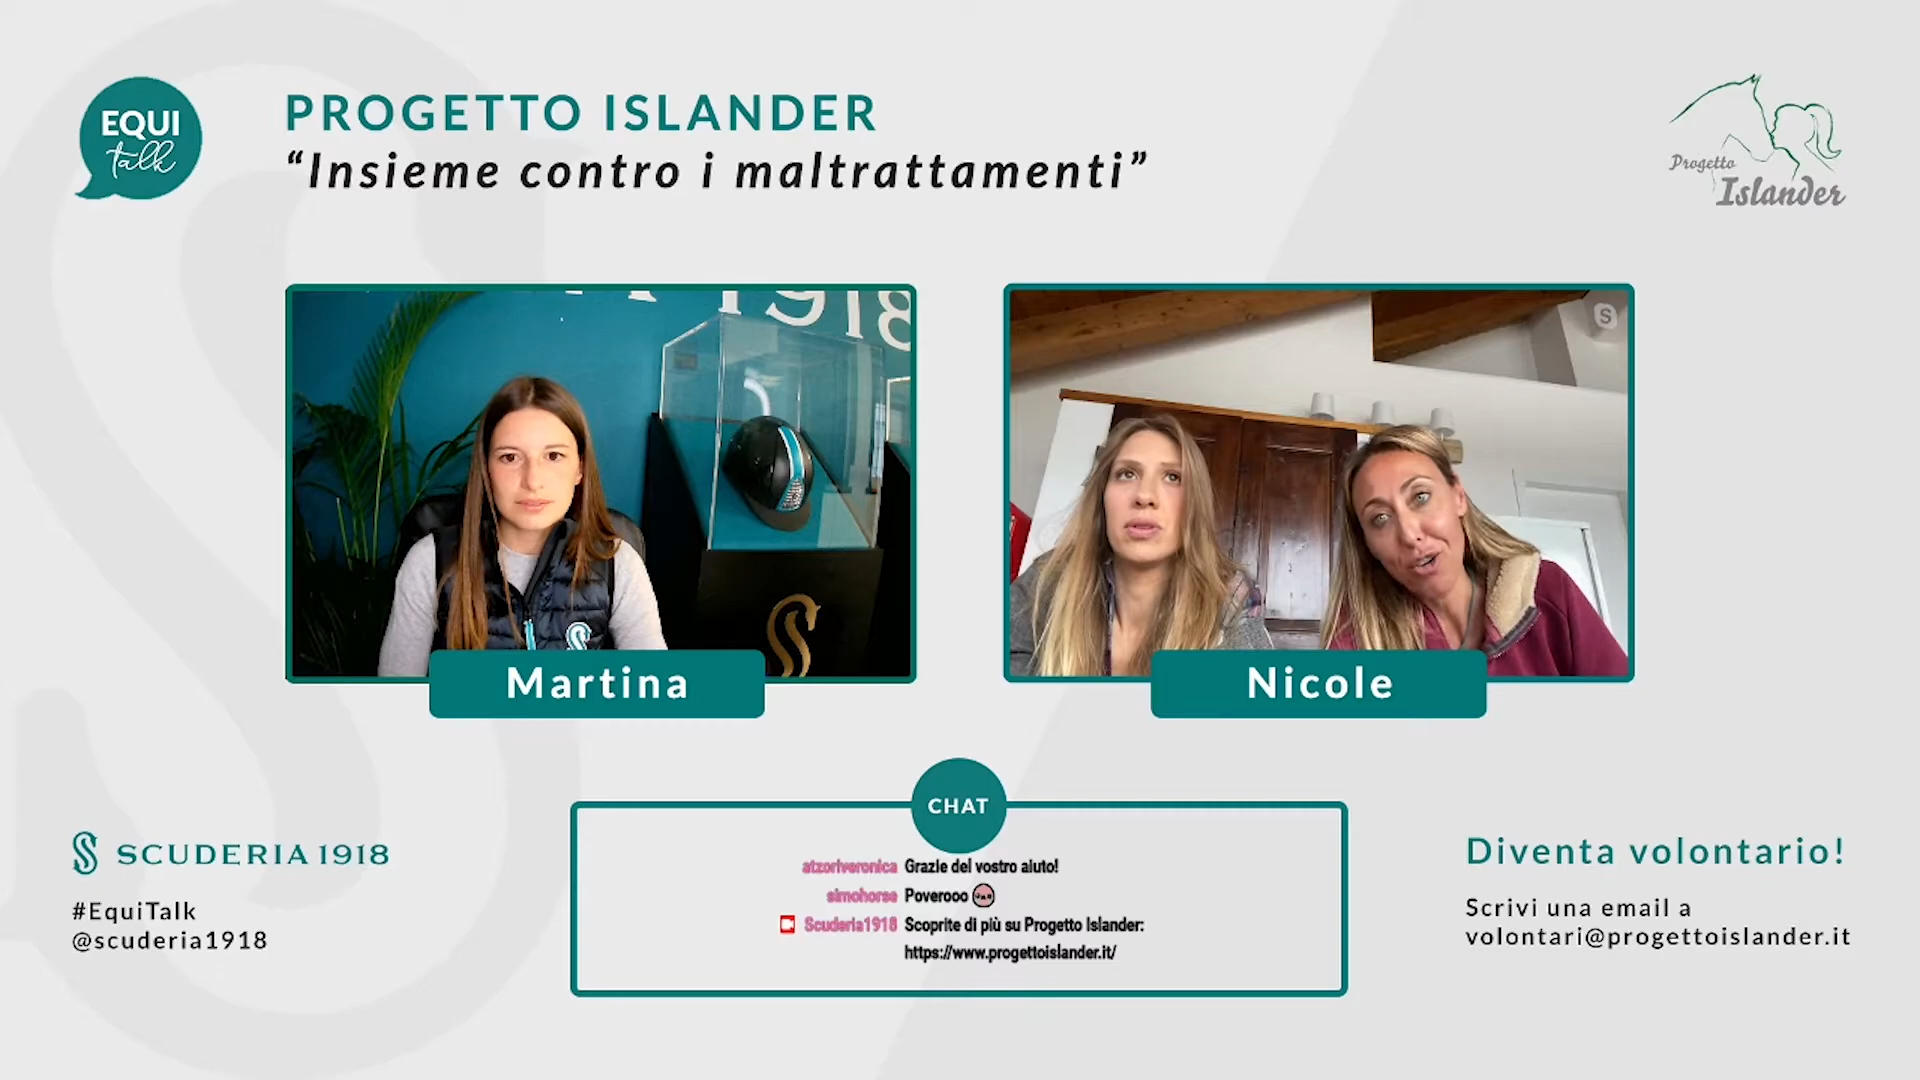 EQUI
talk
PROGETTO ISLANDER
“Insieme contro i maltrattamenti”
Progetto
Islander
1918
S
Martina
Nicole
CHAT
atzoriveronica Grazie del vostro aiuto!
simohorse Poverooo
Scuderia1918 Scoprite di più su Progetto Islander:
https://www.progettoislander.it/
SCUDERIA 1918
#EquiTalk
@scuderia1918
Diventa volontario!
Scrivi una email a
volontari@progettoislander.it